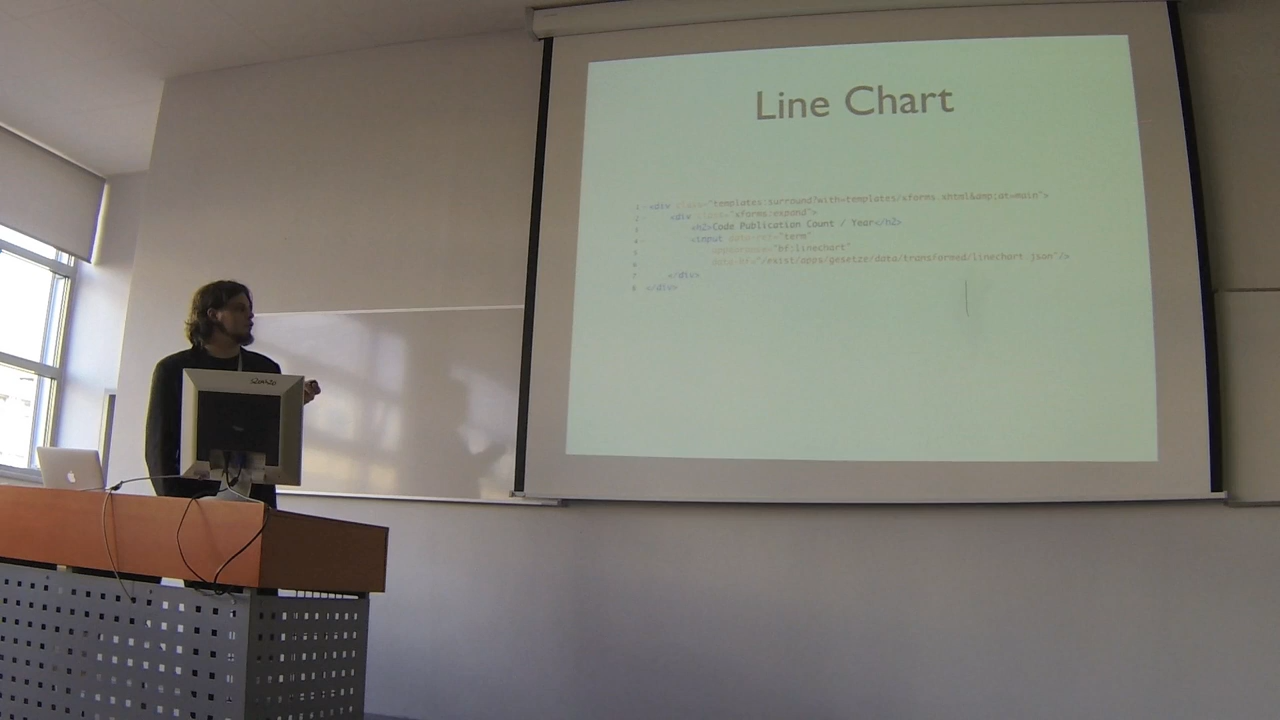 Line Chart
1 <div class="templates:surround?with=templates/xforms.xhtml&amp;at=main">
2 <div class="xforms:expand">
3 <h2>Code Publication Count / Year</h2>
4 <input data-ref="term"
5 appearance="bf:linechart"
6 data-bf="/exist/apps/gesetze/data/transformed/linechart.json"/>
7 </div>
8 </div>